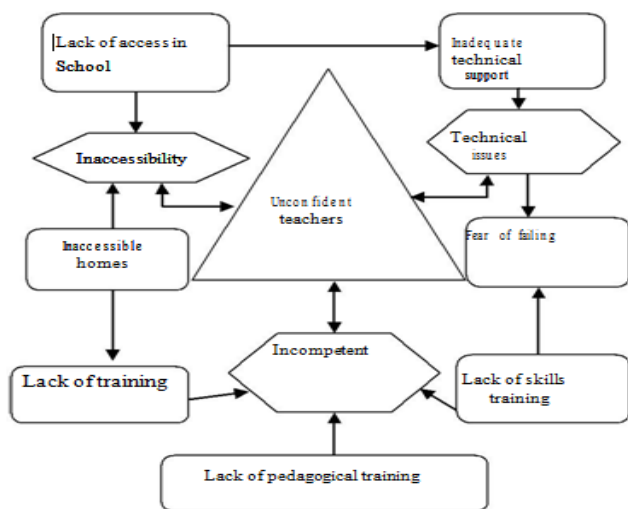 Lack of access in
School
Inadequate
technical
support
Inaccessibility
Technical
issues
Unconfident
teachers
Inaccessible
homes
Fear of failing
Lack of training
Incompetent
Lack of skills
training
Lack of pedagogical training